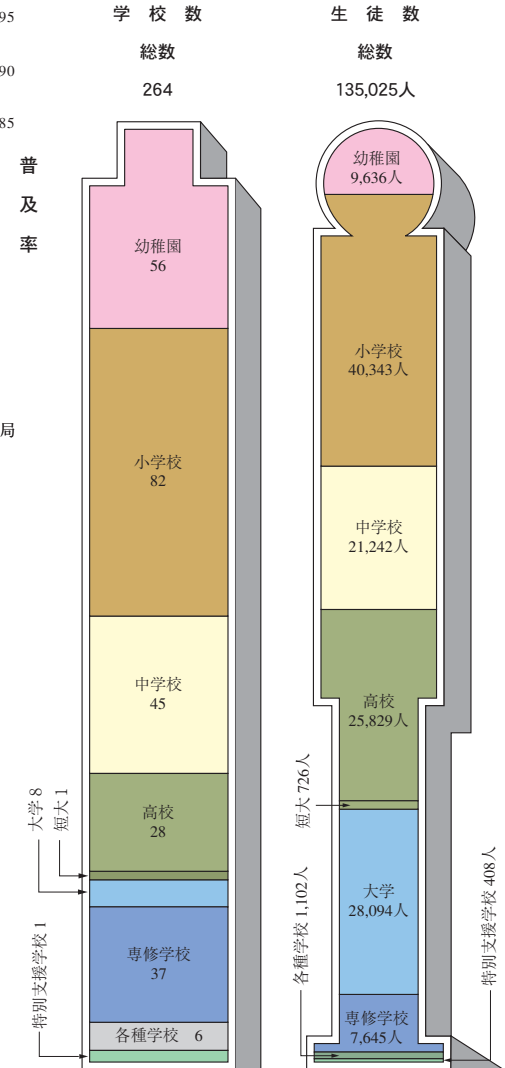 95
90
85
普及率
局
学校数
総数
264
幼稚園
56
小学校
82
中学校
45
高校
28
大学 8
短大 1
専修学校
37
各種学校 6
特別支援学校 1
生徒数
総数
135,025人
幼稚園
9,636人
小学校
40,343人
中学校
21,242人
高校
25,829人
短大 726人
大学
28,094人
各種学校 1,102人
専修学校
7,645人
特別支援学校 408人